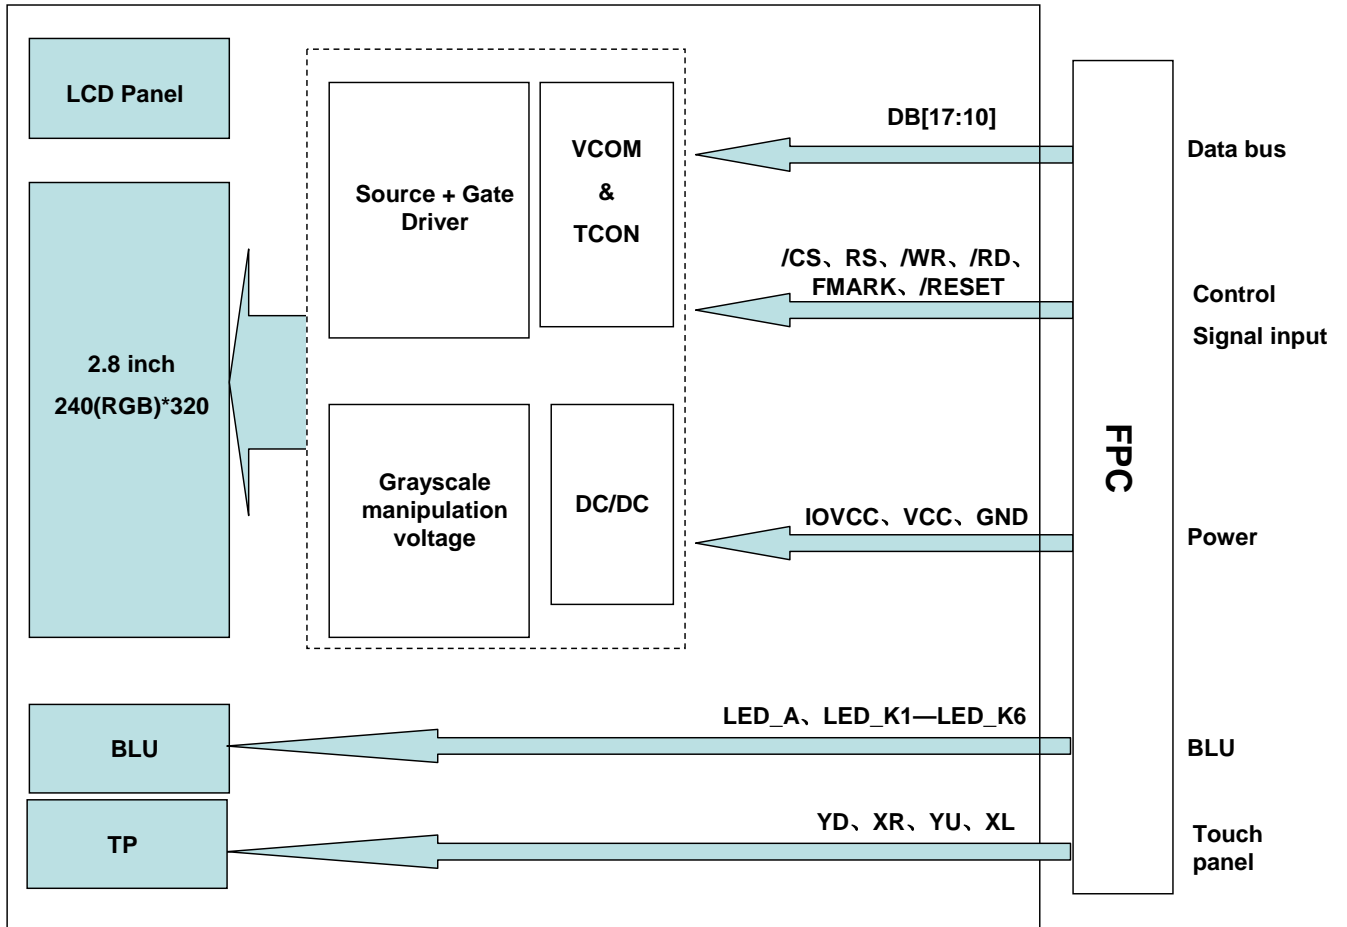 LCD Panel
2.8 inch
240(RGB)*320
Source + Gate
Driver
VCOM
&
TCON
Grayscale
manipulation
voltage
DC/DC
DB[17:10]
Data bus
/CS、RS、/WR、/RD、
FMARK、/RESET
Control
Signal input
FPC
IOVCC、VCC、GND
Power
BLU
LED_A、LED_K1—LED_K6
BLU
TP
YD、XR、YU、XL
Touch
panel